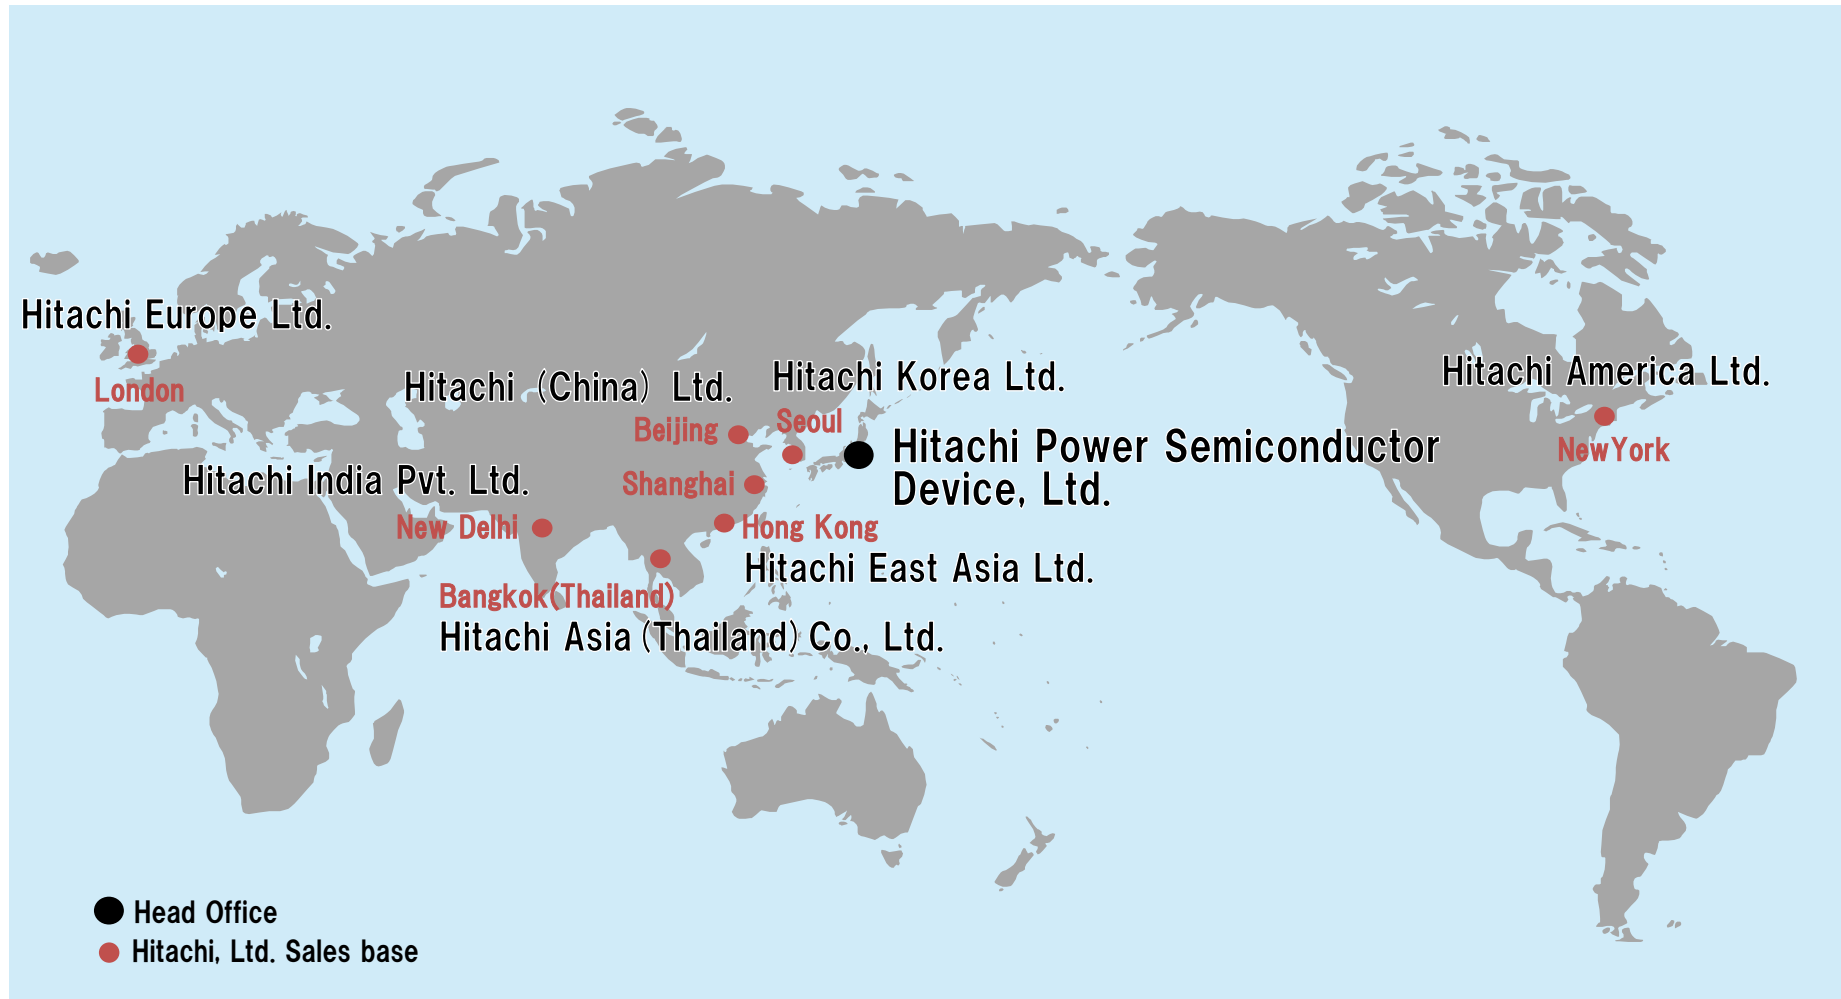 Hitachi Europe Ltd.
London
Hitachi (China) Ltd.
Hitachi Korea Ltd.
Hitachi America Ltd.
Beijing
Seoul
NewYork
Hitachi Power Semiconductor
Device, Ltd.
Hitachi India Pvt. Ltd.
Shanghai
New Delhi
Hong Kong
Hitachi East Asia Ltd.
Bangkok(Thailand)
Hitachi Asia (Thailand) Co., Ltd.
Head Office
Hitachi, Ltd. Sales base